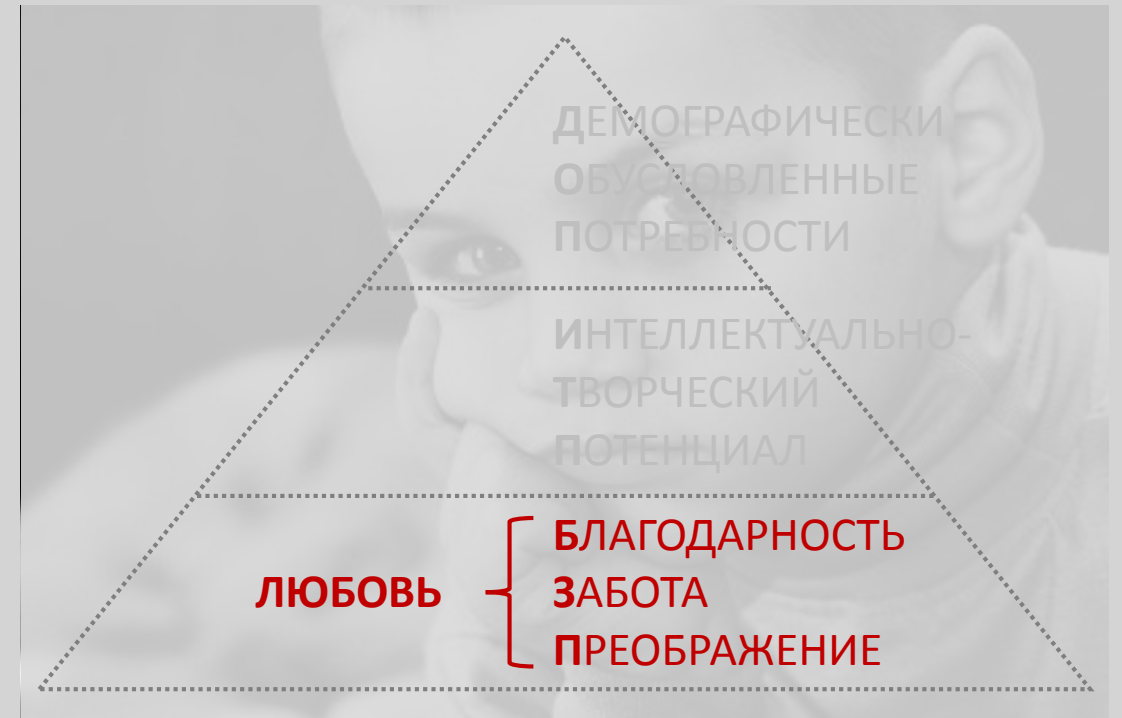 ДЕМОГРАФИЧЕСКИ
ОБУСЛОВЛЕННЫЕ
ПОТРЕБНОСТИ
ИНТЕЛЛЕКТУАЛЬНО-
ТВОРЧЕСКИЙ
ПОТЕНЦИАЛ
БЛАГОДАРНОСТЬ
ЛЮБОВЬ ЗАБОТА
ПРЕОБРАЖЕНИЕ